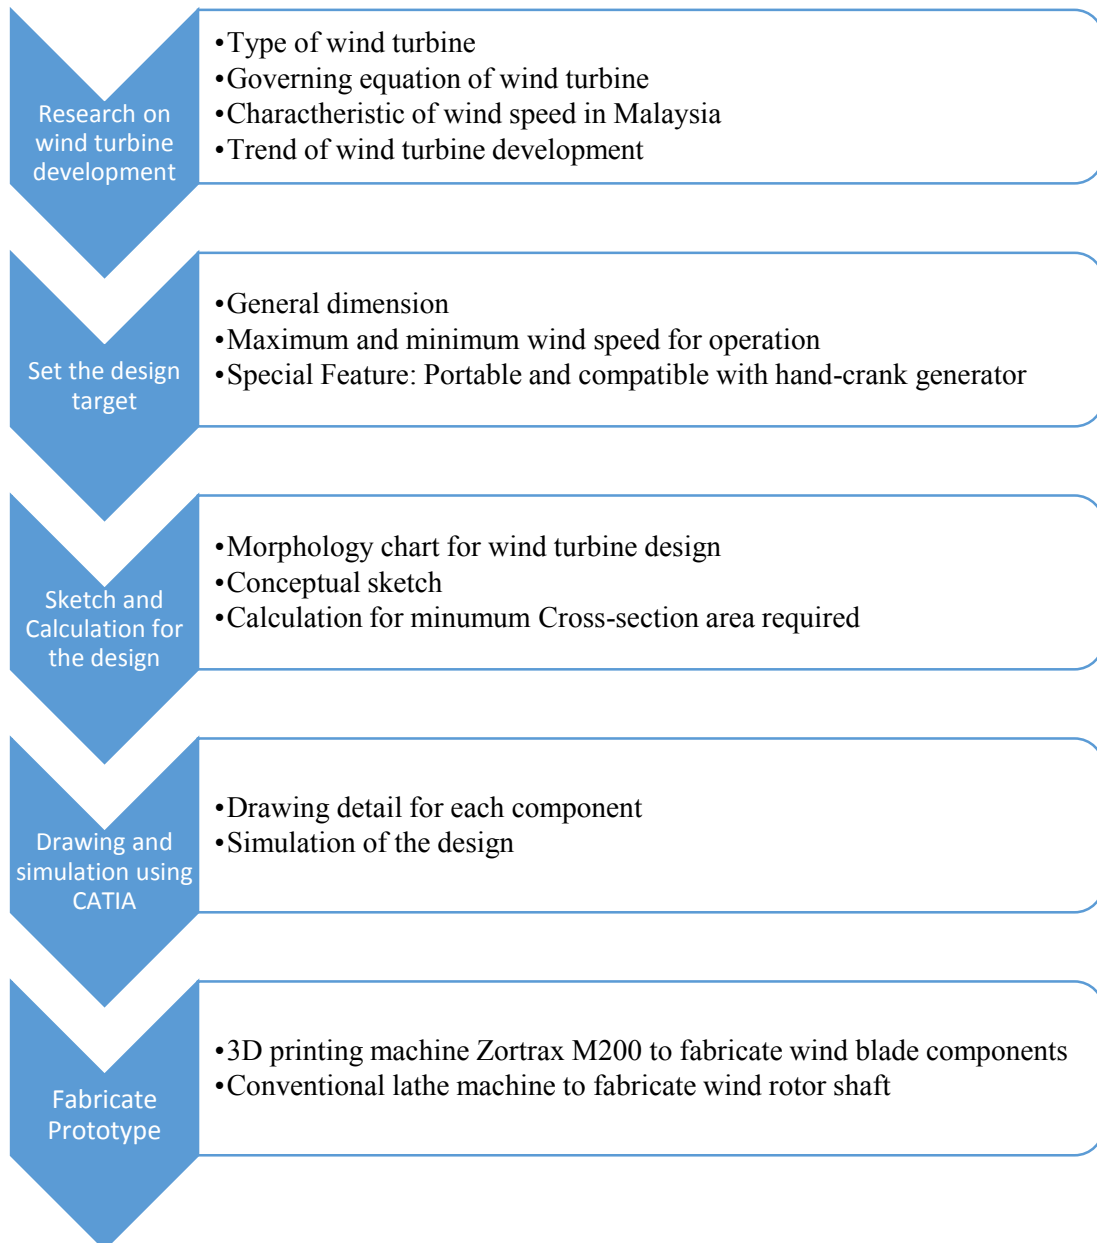 Research on
wind turbine
development
•Type of wind turbine
•Governing equation of wind turbine
•Charactheristic of wind speed in Malaysia
•Trend of wind turbine development
Set the design
target
•General dimension
•Maximum and minimum wind speed for operation
•Special Feature: Portable and compatible with hand-crank generator
Sketch and
Calculation for
the design
•Morphology chart for wind turbine design
•Conceptual sketch
•Calculation for minumum Cross-section area required
Drawing and
simulation using
CATIA
•Drawing detail for each component
•Simulation of the design
Fabricate
Prototype
•3D printing machine Zortrax M200 to fabricate wind blade components
•Conventional lathe machine to fabricate wind rotor shaft